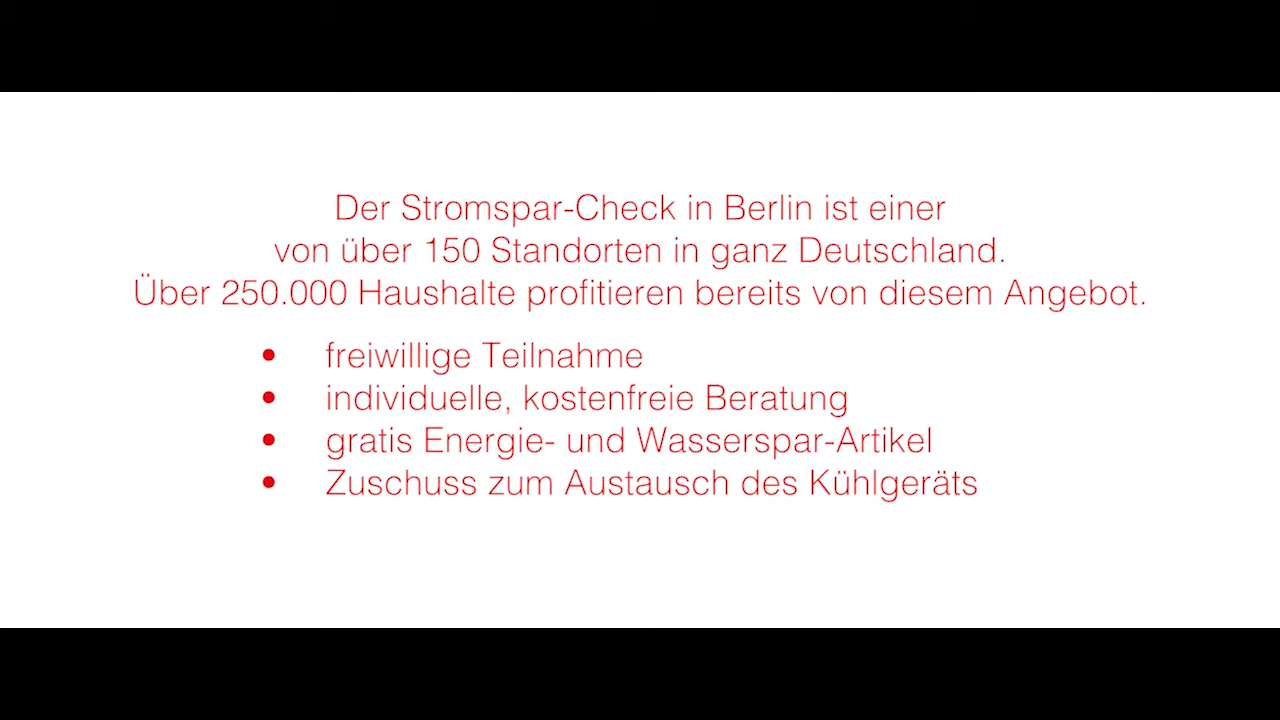 Der Stromspar-Check in Berlin ist einer
von über 150 Standorten in ganz Deutschland.
Über 250.000 Haushalte profitieren bereits von diesem Angebot.
• freiwillige Teilnahme
• individuelle, kostenfreie Beratung
• gratis Energie- und Wasserspar-Artikel
• Zuschuss zum Austausch des Kühlgeräts